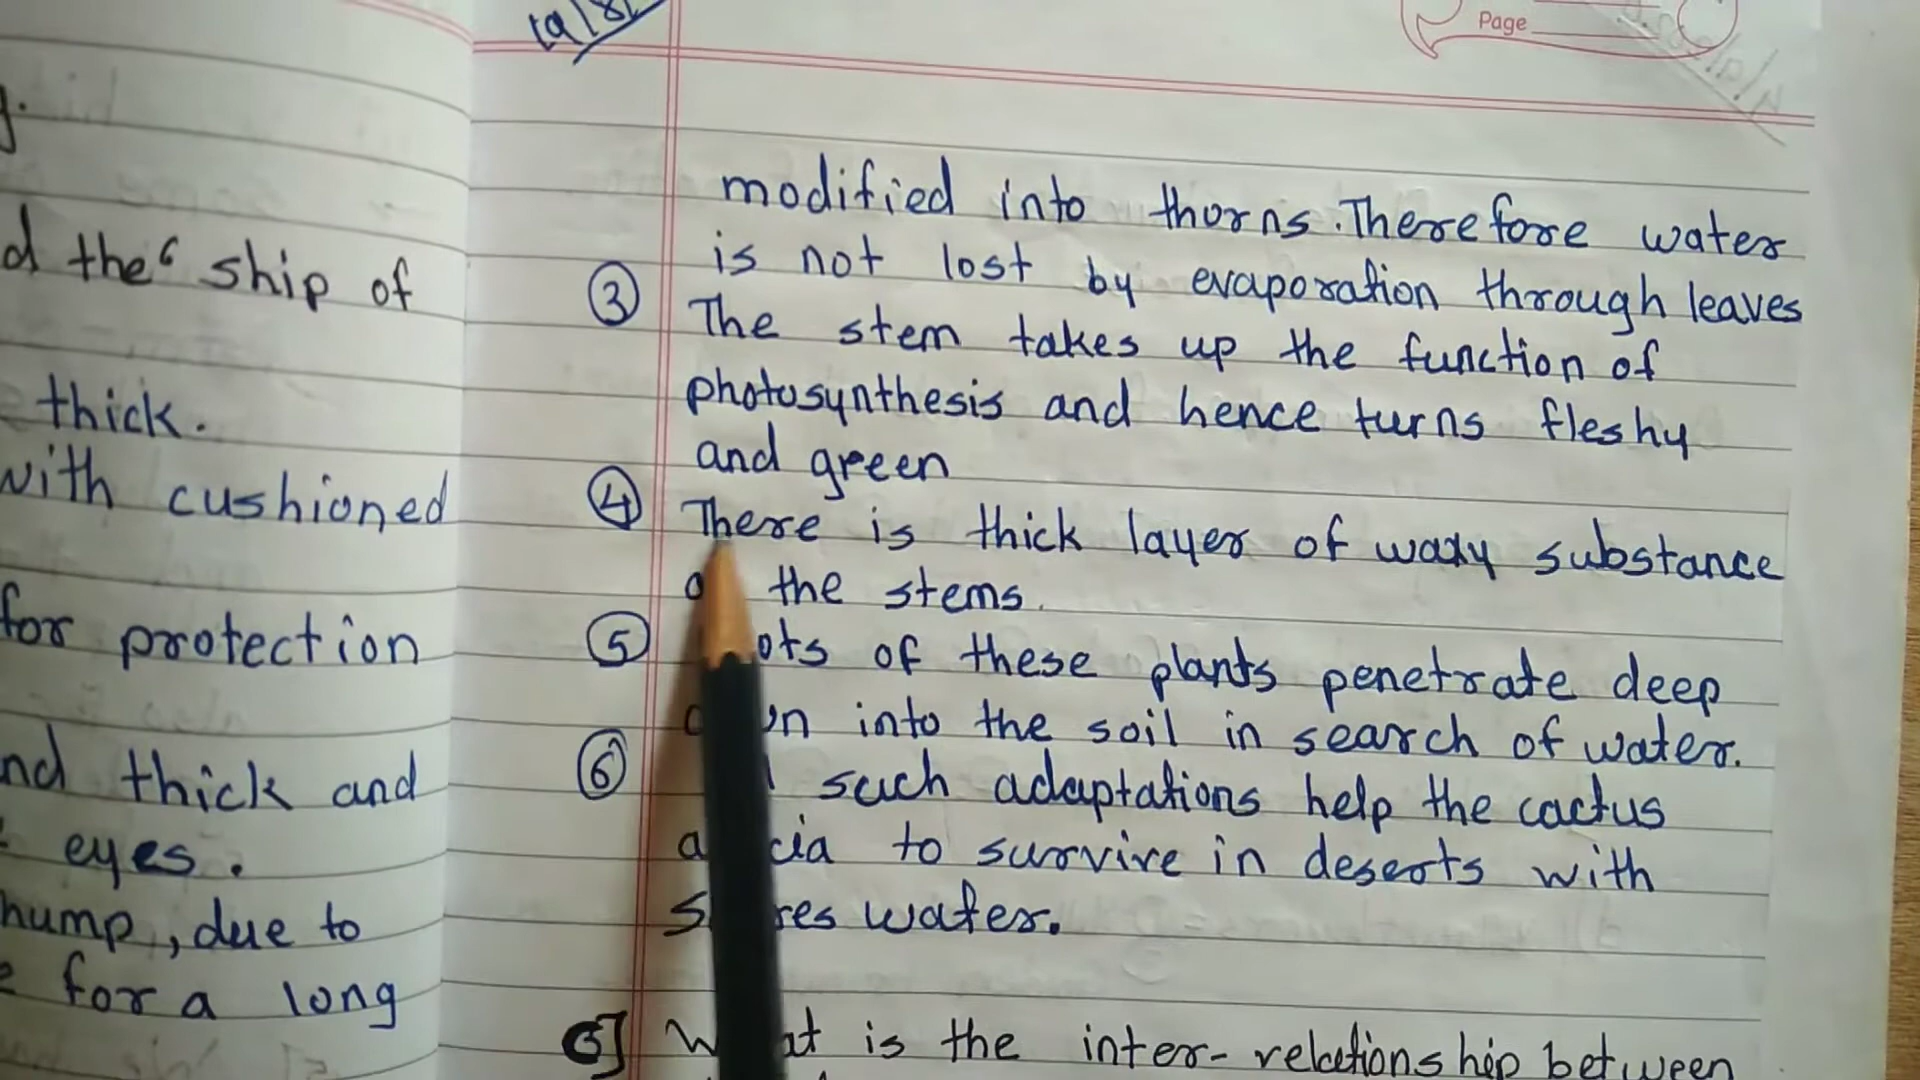 d the " ship of
thick.
with cushioned
for protection
nd thick and
eyes.
hump, due to
for a long
Page
modified into thorns. Therefore water
is not lost by evaporation through leaves
③ The stem takes up the function of
photosynthesis and hence turns fleshy
and green
④ There is thick layer of waxy substance
the stems.
⑤ ots of these plants penetrate deep
into the soil in search of water.
⑥ such adaptations help the cactus
to survive in deserts with
water.
6] is the inter-relationship between